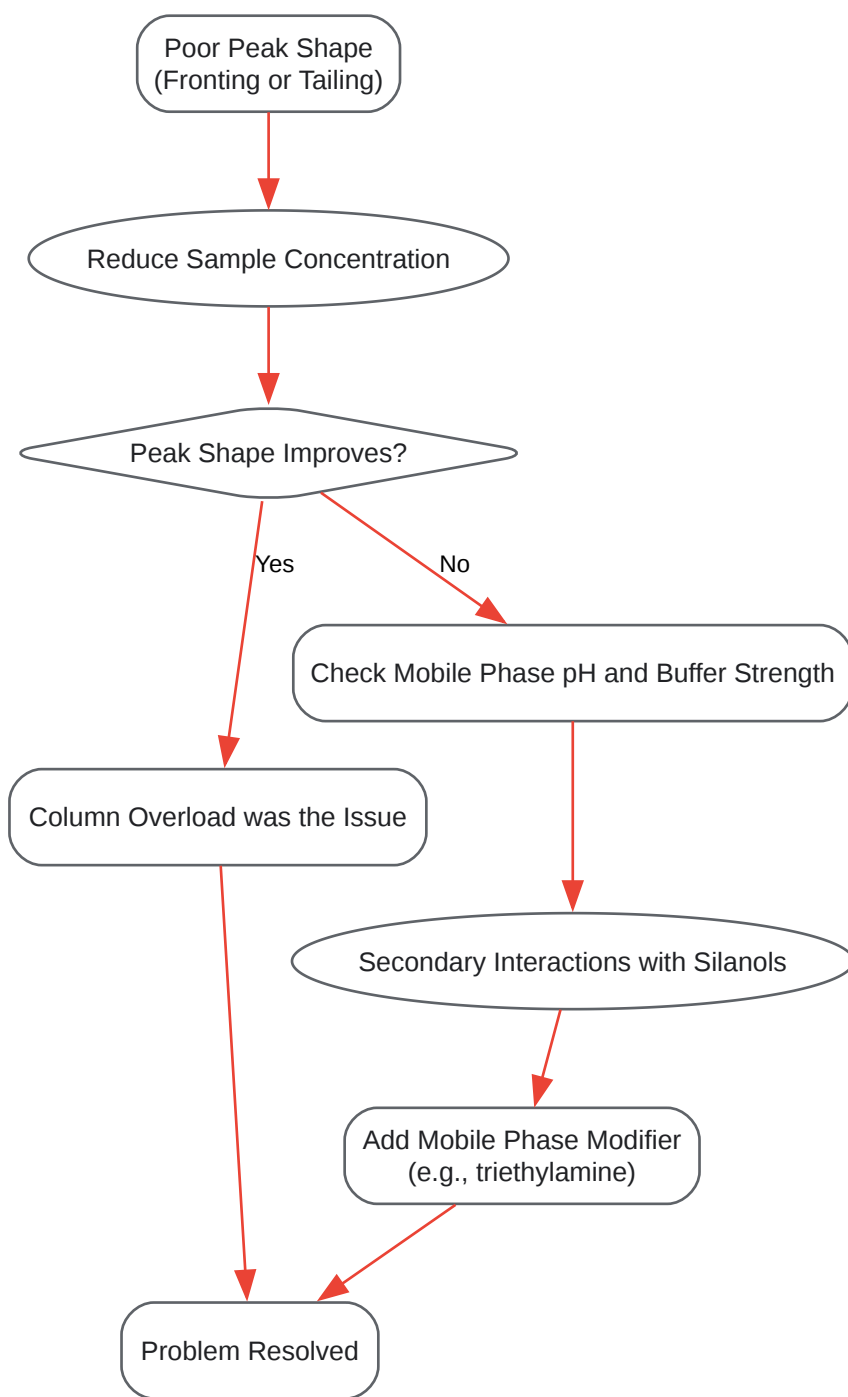 Poor Peak Shape
(Fronting or Tailing)
Reduce Sample Concentration
Peak Shape Improves?
Yes
No
Check Mobile Phase pH and Buffer Strength
Column Overload was the Issue
Secondary Interactions with Silanols
Add Mobile Phase Modifier
(e.g., triethylamine)
Problem Resolved